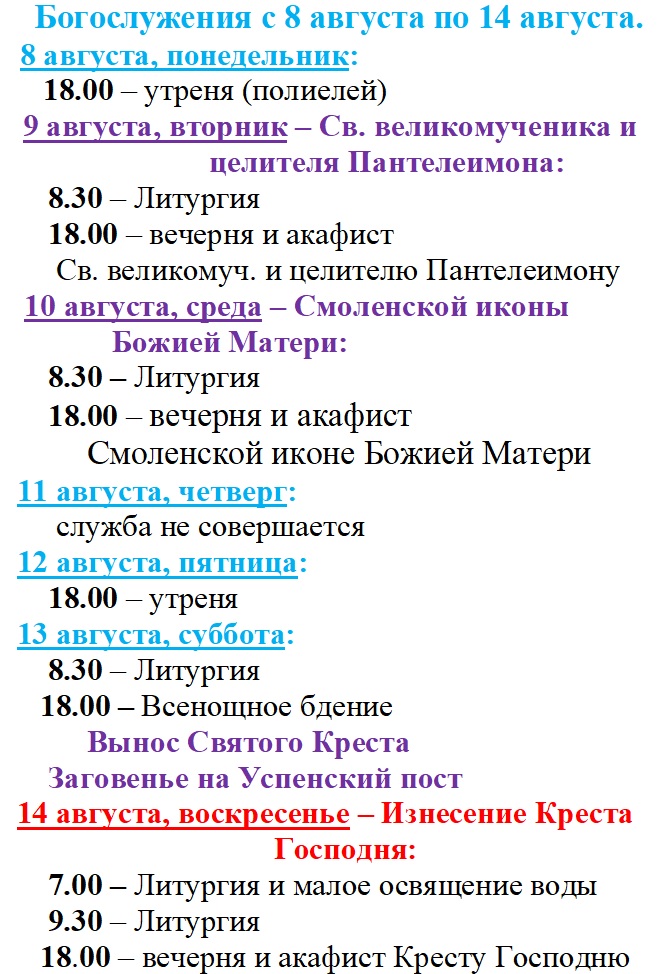 Богослужения с 8 августа по 14 августа.
8 августа, понедельник:
18.00 – утреня (полиелей)
9 августа, вторник – Св. великомученика и
целителя Пантелеимона:
8.30 – Литургия
18.00 – вечерня и акафист
Св. великомуч. и целителю Пантелеимону
10 августа, среда – Смоленской иконы
Божией Матери:
8.30 – Литургия
18.00 – вечерня и акафист
Смоленской иконе Божией Матери
11 августа, четверг:
служба не совершается
12 августа, пятница:
18.00 – утреня
13 августа, суббота:
8.30 – Литургия
18.00 – Всенощное бдение
Вынос Святого Креста
Заговенье на Успенский пост
14 августа, воскресенье – Изнесение Креста
Господня:
7.00 – Литургия и малое освящение воды
9.30 – Литургия
18.00 – вечерня и акафист Кресту Господню